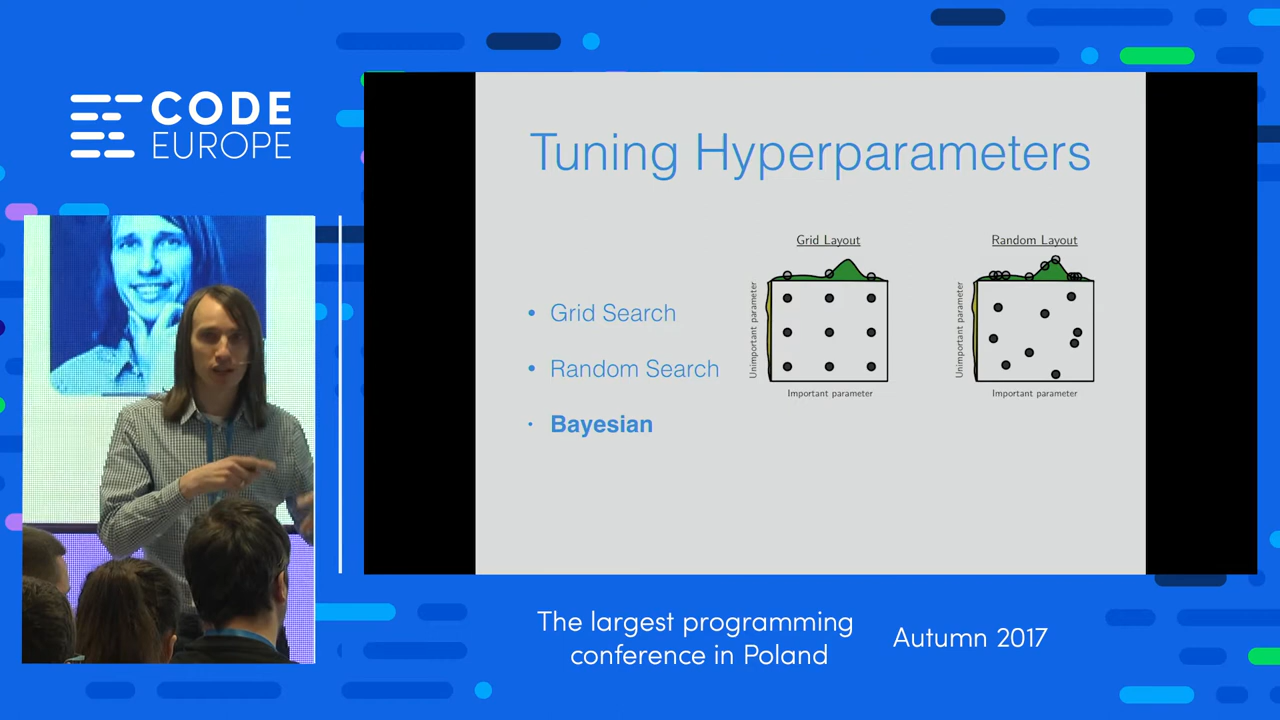 CODE
EUROPE
Tuning Hyperparameters
• Grid Search
• Random Search
• Bayesian
Grid Layout
Unimportant parameter
Important parameter
Random Layout
Unimportant parameter
Important parameter
The largest programming
conference in Poland
Autumn 2017